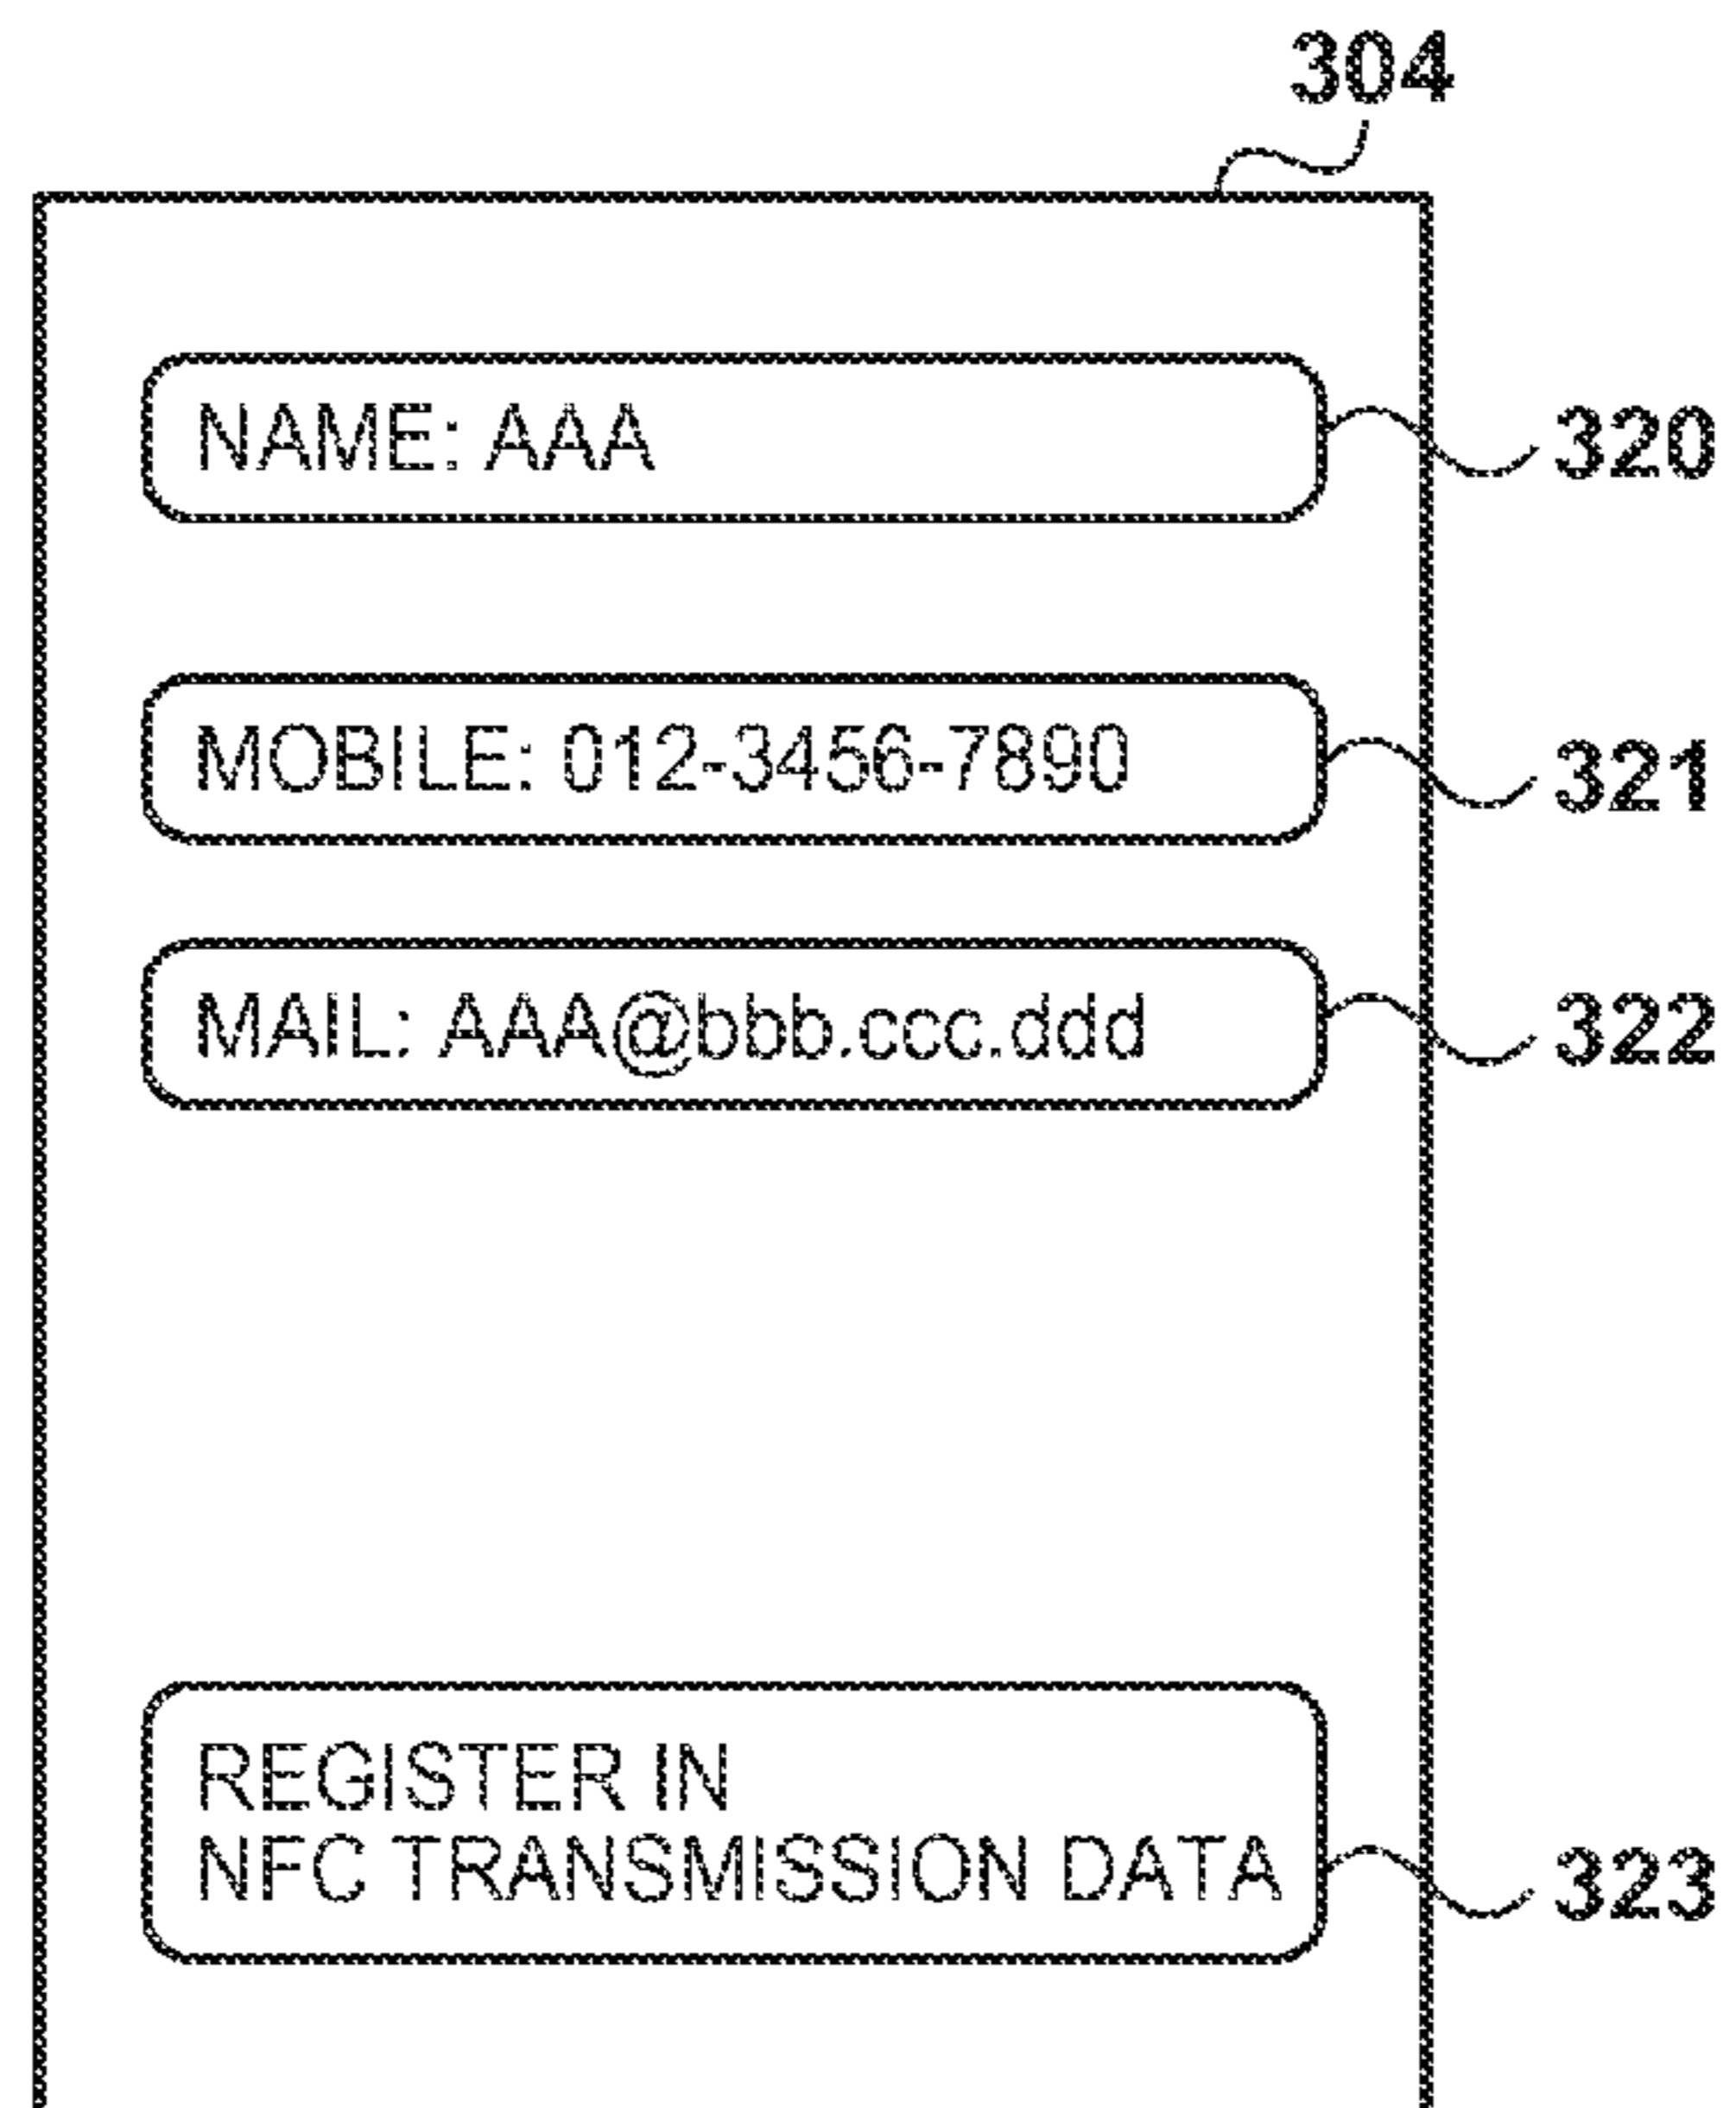 304
NAME: AAA
320
MOBILE: 012-3456-7890
321
MAIL: AAA@bbb.ccc.ddd
322
REGISTER IN
NFC TRANSMISSION DATA
323